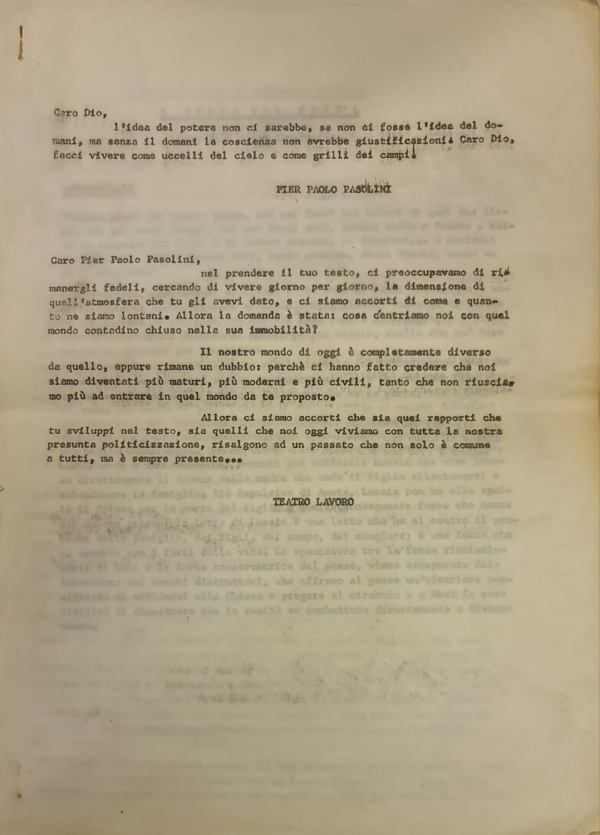 Caro Dio,
l'idea del potere non ci sarebbe, se non ci fosse l'idea del do-
mani, ma senza il domani la coscienza non avrebbe giustificazioni. Caro Dio,
facci vivere come uccelli del cielo e come grilli dei campi.
PIER PAOLO PASOLINI
Caro Pier Paolo Pasolini,
nel prendere il tuo testo, ci preoccupavamo di ri-
manergli fedeli, cercando di vivere giorno per giorno, la dimensione di
quell'atmosfera che tu gli avevi dato, e ci siamo accorti di come e quan-
to ne siamo lontani. Allora la domanda è stata: cosa c'entriamo noi con quel
mondo contadino chiuso nella sua immobilità?
Il nostro mondo di oggi è completamente diverso
da quello, eppure rimane un dubbio: perchè ci hanno fatto credere che noi
siamo diventati più maturi, più moderni e più civili, tanto che non riuscia-
mo più ad entrare in quel mondo da te proposto.
Allora ci siamo accorti che sia quei rapporti che
tu sviluppi nel testo, sia quelli che noi oggi viviamo con tutta la nostra
presunta politicizzazione, risalgono ad un passato che non solo è comune
a tutti, ma è sempre presente...
TEATRO LAVORO